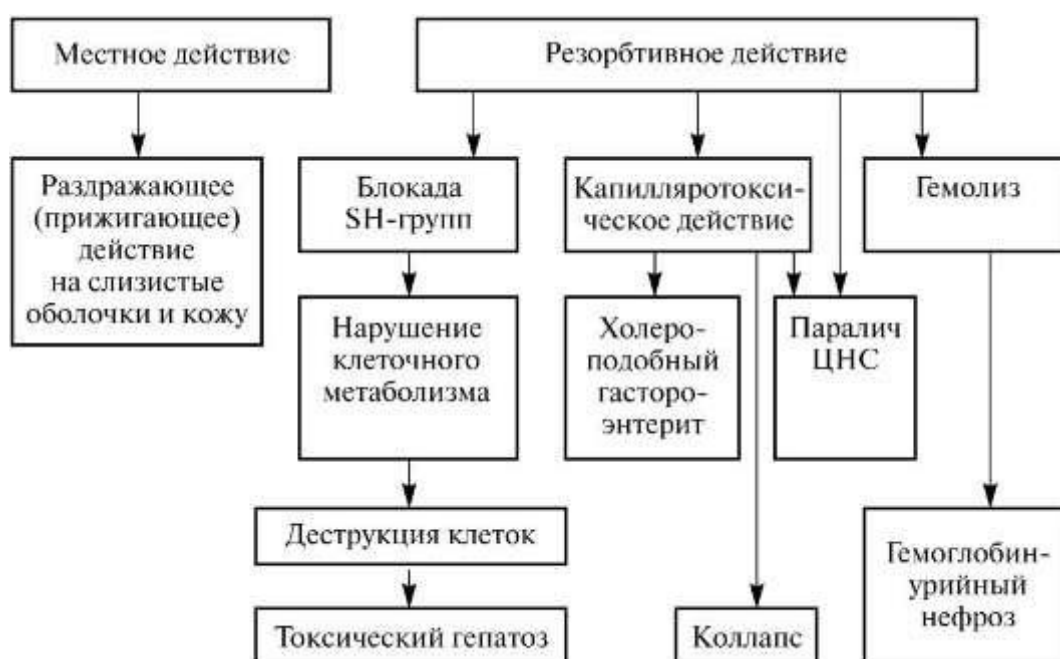 Местное действие
Резорбтивное действие
Раздражающее
(прижигающее)
действие
на слизистые
оболочки и кожу
Блокада
SH-групп
Капилляротокси-
ческое действие
Гемолиз
Нарушение
клеточного
метаболизма
Холеро-
подобный
гасторо-
энтерит
Паралич
ЦНС
Деструкция клеток
Гемоглобин-
урийный
нефроз
Токсический гепатоз
Коллапс